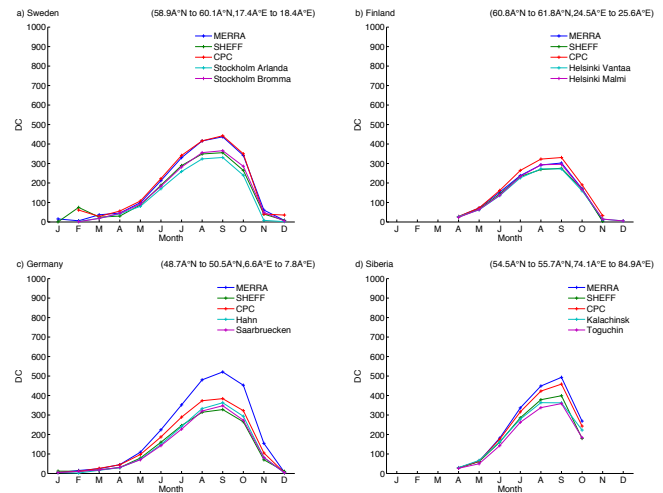 a) Sweden (58.9A°N to 60.1A°N,17.4A°E to 18.4A°E)
1000
900
800
700
600
500
400
300
200
100
0
DC
MERRA
SHEFF
CPC
Stockholm Arlanda
Stockholm Bromma
J F M A M J J A S O N D
Month
b) Finland (60.8A°N to 61.8A°N,24.5A°E to 25.6A°E)
1000
900
800
700
600
500
400
300
200
100
0
DC
MERRA
SHEFF
CPC
Helsinki Vantaa
Helsinki Malmi
J F M A M J J A S O N D
Month
c) Germany (48.7A°N to 50.5A°N,6.6A°E to 7.8A°E)
1000
900
800
700
600
500
400
300
200
100
0
DC
MERRA
SHEFF
CPC
Hahn
Saarbruecken
J F M A M J J A S O N D
Month
d) Siberia (54.5A°N to 55.7A°N,74.1A°E to 84.9A°E)
1000
900
800
700
600
500
400
300
200
100
0
DC
MERRA
SHEFF
CPC
Kalachinsk
Toguchin
J F M A M J J A S O N D
Month